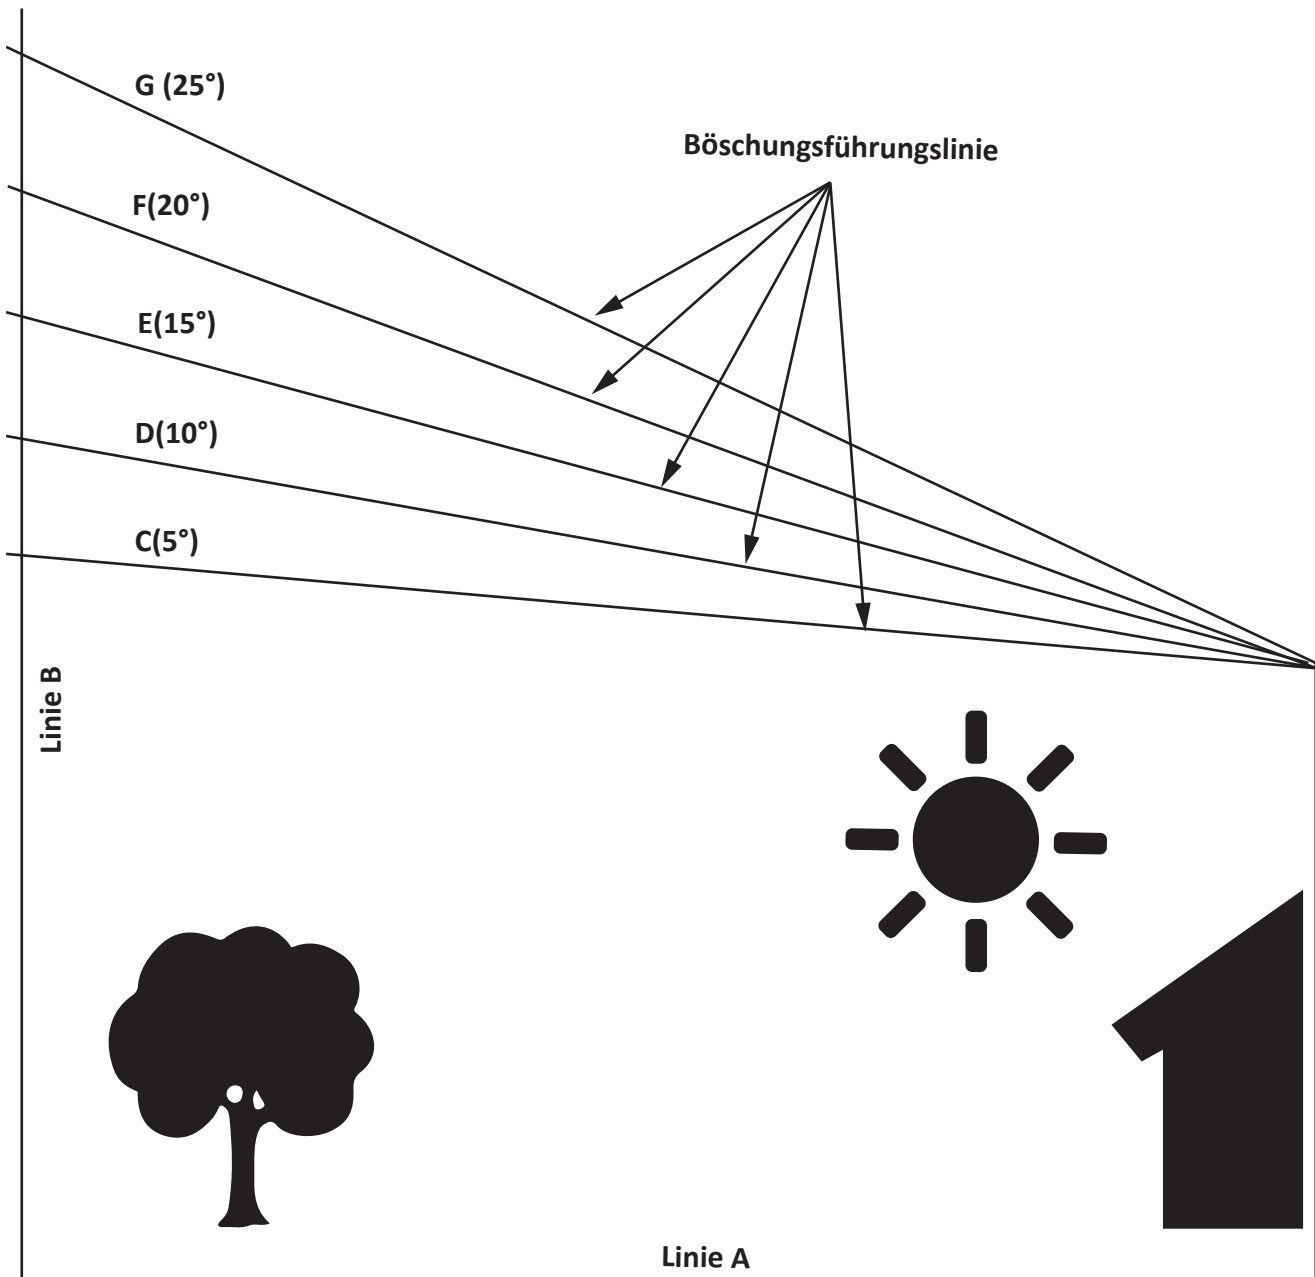 G (25°)
Böschungsführungslinie
F(20°)
E(15°)
D(10°)
C(5°)
Linie B
Linie A